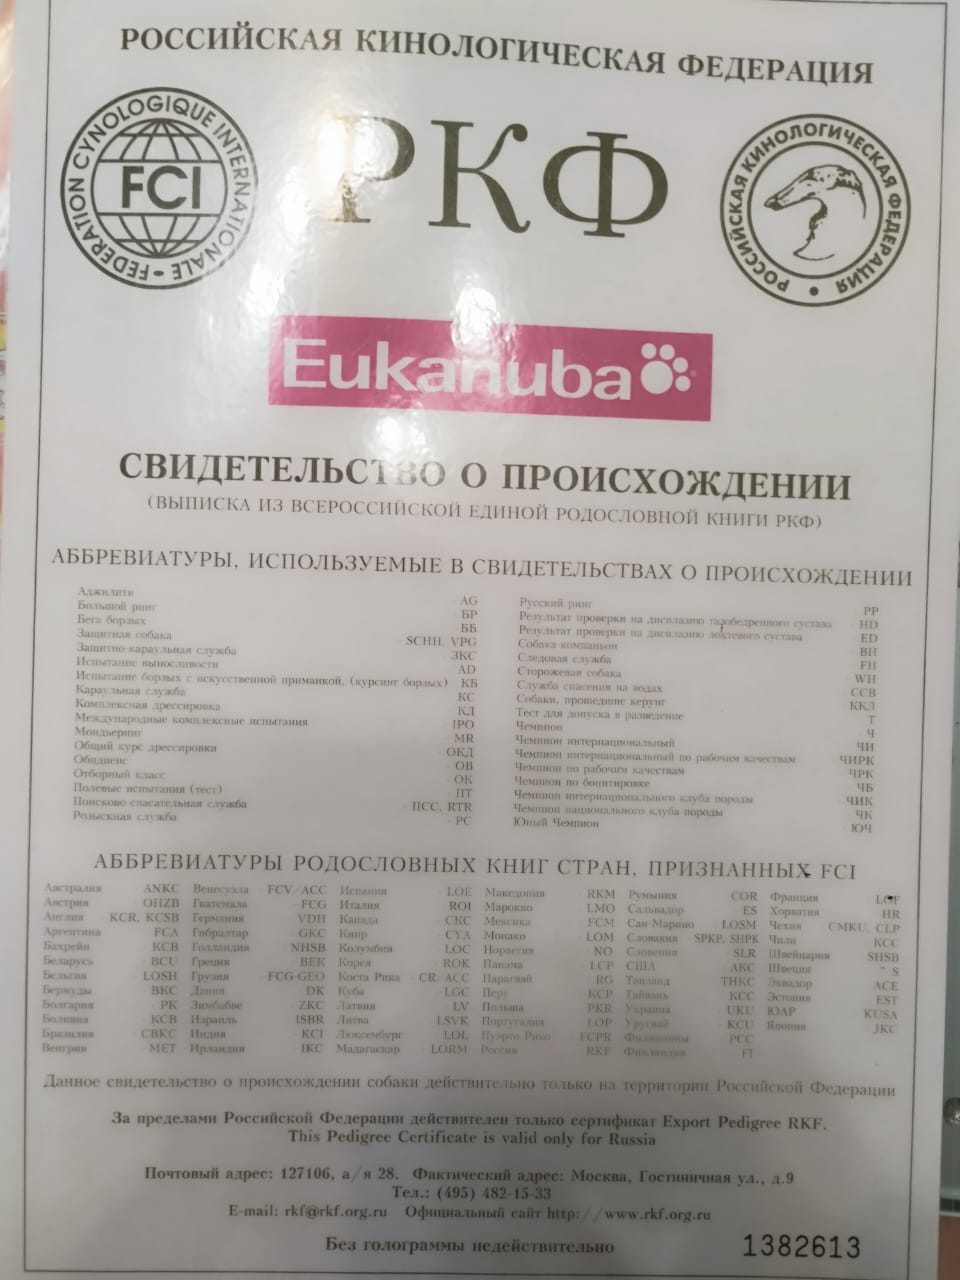 РОССИЙСКАЯ КИНОЛОГИЧЕСКАЯ ФЕДЕРАЦИЯ
FEDERATION CYNOLOGIQUE INTERNATIONALE
FCI
РКФ
РОССИЙСКАЯ КИНОЛОГИЧЕСКАЯ ФЕДЕРАЦИЯ
Eukanuba
СВИДЕТЕЛЬСТВО О ПРОИСХОЖДЕНИИ
(ВЫПИСКА ИЗ ВСЕРОССИЙСКОЙ ЕДИНОЙ РОДОСЛОВНОЙ КНИГИ РКФ)
АББРЕВИАТУРЫ, ИСПОЛЬЗУЕМЫЕ В СВИДЕТЕЛЬСТВАХ О ПРОИСХОЖДЕНИИ
Аджилити AG
Большой ринг БР
Бега борзых ББ
Защитная собака SCHH, VPG
Защитно-караульная служба ЗКС
Испытание выносливости AD
Испытание борзых с искусственной приманкой, (курсинг борзых) КБ
Караульная служба КС
Комплексная дрессировка КД
Международные комплексные испытания IPO
Мондьеринг MR
Общий курс дрессировки ОКД
Обидиенс ОВ
Отборный класс ОК
Полевые испытания (тест) ПТ
Поисково спасательная служба ПСС, RTR
Розыскная служба РС
Русский ринг РР
Результат проверки на дисплазию тазобедренного сустава HD
Результат проверки на дисплазию локтевого сустава ED
Собака-компаньон BH
Следовая служба FH
Сторожевая собака WH
Служба спасения на водах ССВ
Собаки, прошедшие керунг ККЛ
Тест для допуска в разведение Т
Чемпион Ч
Чемпион интернациональный ЧИ
Чемпион интернациональный по рабочим качествам ЧИРК
Чемпион по рабочим качествам ЧРК
Чемпион по бонитировке ЧБ
Чемпион интернационального клуба породы ЧИК
Чемпион национального клуба породы ЧК
Юный Чемпион ЮЧ
АББРЕВИАТУРЫ РОДОСЛОВНЫХ КНИГ СТРАН, ПРИЗНАННЫХ FCI
Австралия ANKC
Австрия OHZB
Англия KCR, KCSB
Аргентина FCA
Бахрейн KCB
Беларусь BCU
Бельгия LOSH
Бермуды BKC
Болгария PK
Боливия KCB
Бразилия CBKC
Венгрия MET
Венесуэла FCV/ACC
Гватемала FCG
Германия VDH
Гибралтар GKC
Голландия NHSB
Греция BEK
Грузия FCG-GEO
Дания DK
Зимбабве ZKC
Израиль ISBR
Индия KCI
Ирландия IKC
Испания LOE
Италия ROI
Канада CKC
Кипр CYA
Колумбия LOC
Корея ROK
Коста Рика CR/ACC
Куба LGC
Латвия LV
Литва LSVK
Люксембург LOL
Мадагаскар LORM
Македония RKM
Марокко LMO
Мексика FCM
Монако LOM
Норвегия NO
Панама LCP
Парагвай RG
Перу KCP
Польша PKR
Португалия LOP
Пуэрто Рико FCPR
Россия RKF
Румыния COR
Сальвадор ES
Сан-Марино LOSM
Словакия SPKP, SHPK
Словения SLR
США AKC
Таиланд THKC
Тайвань KCC
Украина UKU
Уругвай KCU
Филиппины PCC
Финляндия FI
Франция LOF
Хорватия HR
Чехия CMKU, CLP
Чили KCC
Швейцария SHSB
Швеция S
Эквадор ACE
Эстония EST
ЮАР KUSA
Япония JKC
Данное свидетельство о происхождении собаки действительно только на территории Российской Федерации
За пределами Российской Федерации действителен только сертификат Export Pedigree RKF.
This Pedigree Certificate is valid only for Russia
Почтовый адрес: 127106, а/я 28. Фактический адрес: Москва, Гостиничная ул., д.9
Тел.: (495) 482-15-33
E-mail: rkf@rkf.org.ru Официальный сайт http://www.rkf.org.ru
Без голограммы недействительно
1382613